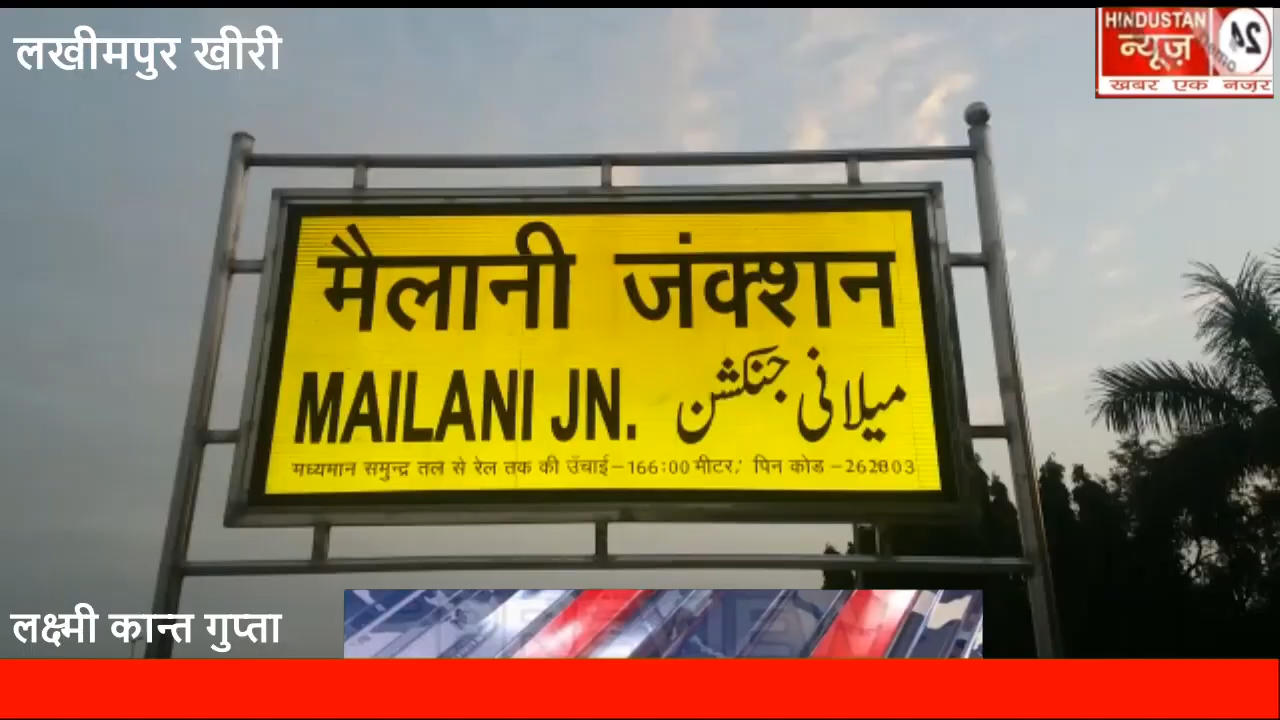 लखीमपुर खीरी
HINDUSTAN
न्यूज़
24
खबर एक नज़र
मैलानी जंक्शन
MAILANI JN. میلانی جنکشن
मध्यमान समुन्द्र तल से रेल तक की उँचाई-166:00 मीटर, पिन कोड -262803
लक्ष्मी कान्त गुप्ता
PREVIEW